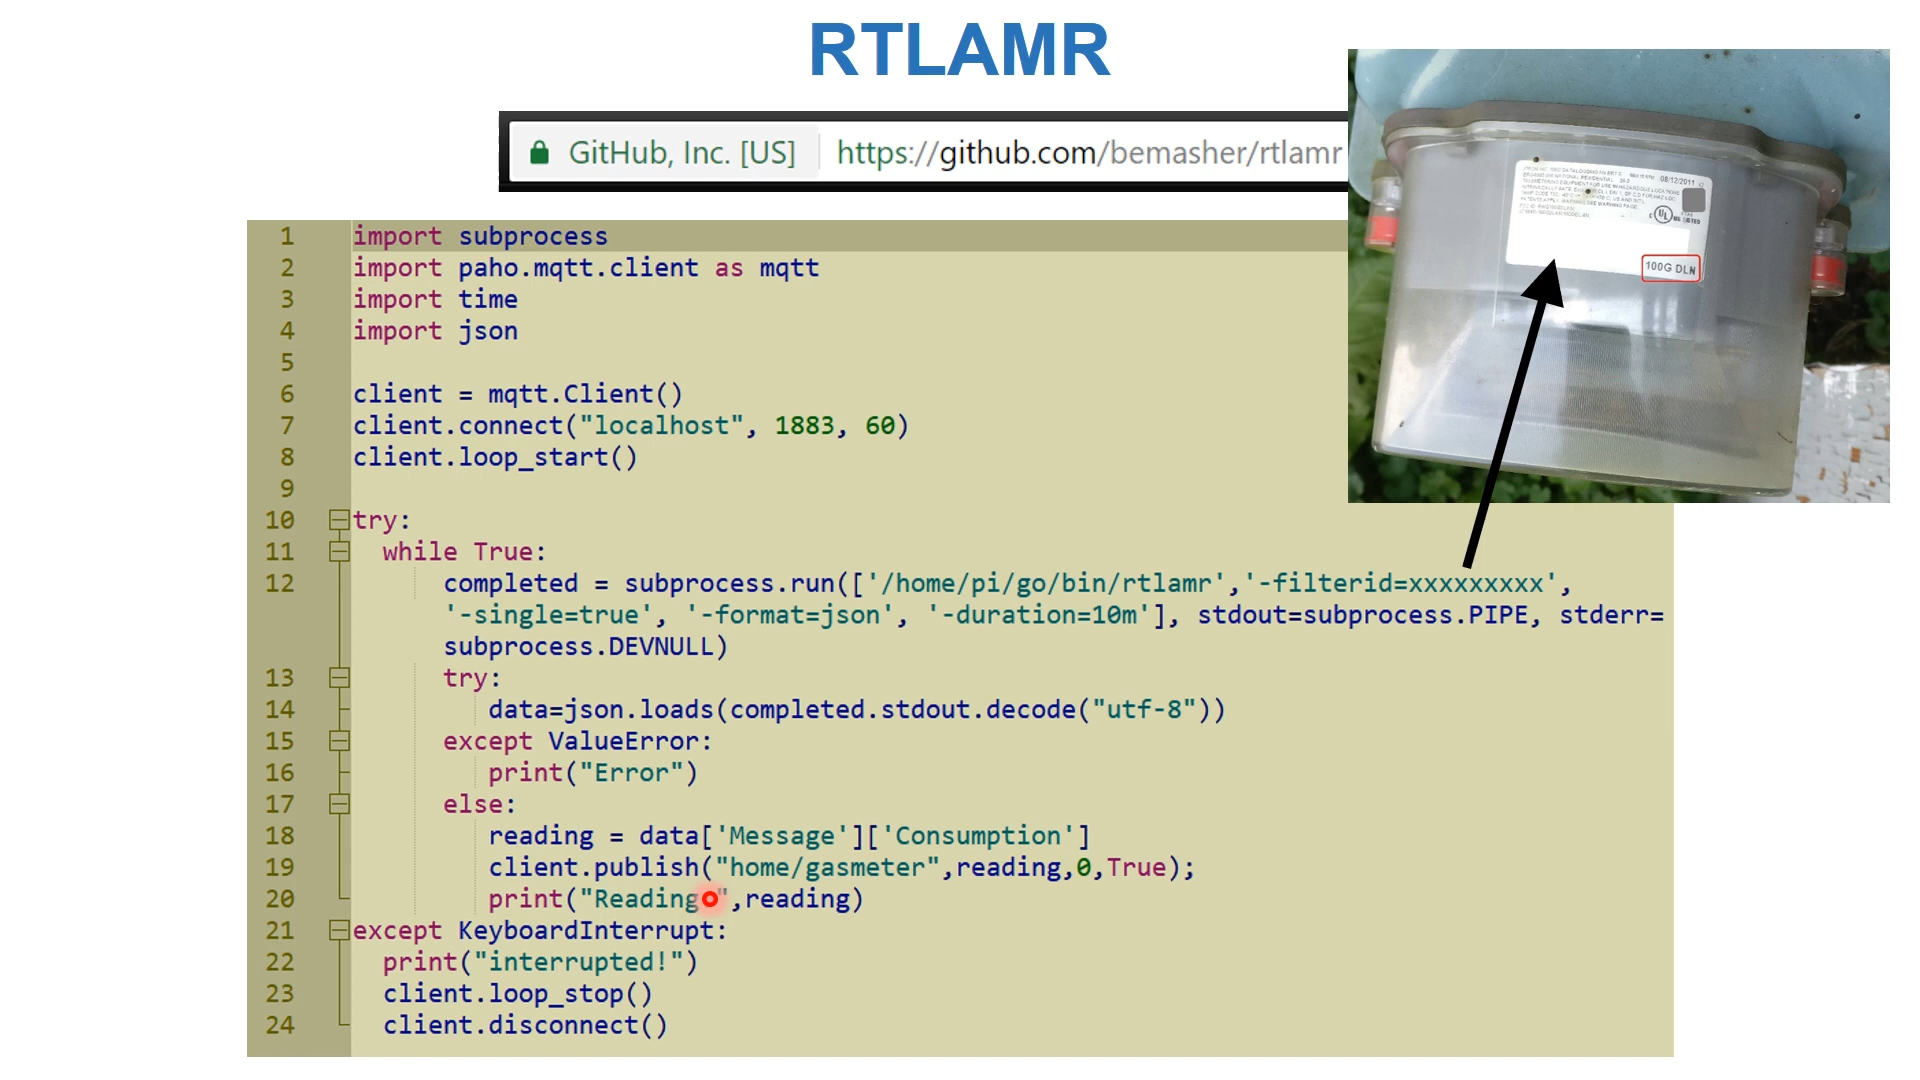 RTLAMR
GitHub, Inc. [US] https://github.com/bemasher/rtlamr
08/12/2011
UL
LISTED
100G DLN
1 import subprocess
2 import paho.mqtt.client as mqtt
3 import time
4 import json
5
6 client = mqtt.Client()
7 client.connect("localhost", 1883, 60)
8 client.loop_start()
9
10 try:
11 while True:
12 completed = subprocess.run(['/home/pi/go/bin/rtlamr','-filterid=xxxxxxxxx',
'-single=true', '-format=json', '-duration=10m'], stdout=subprocess.PIPE, stderr=
subprocess.DEVNULL)
13 try:
14 data=json.loads(completed.stdout.decode("utf-8"))
15 except ValueError:
16 print("Error")
17 else:
18 reading = data['Message']['Consumption']
19 client.publish("home/gasmeter",reading,0,True);
20 print("Reading ",reading)
21 except KeyboardInterrupt:
22 print("interrupted!")
23 client.loop_stop()
24 client.disconnect()